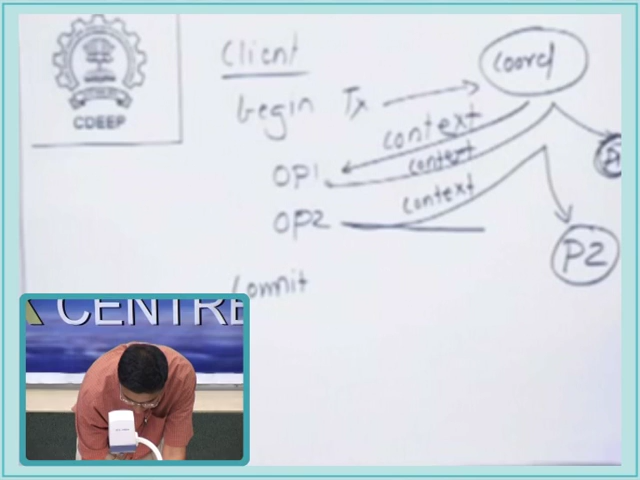 CDEEP
Client
Coord
begin Tx
context
OP1
context
OP2
context
P2
Commit
CENTRE